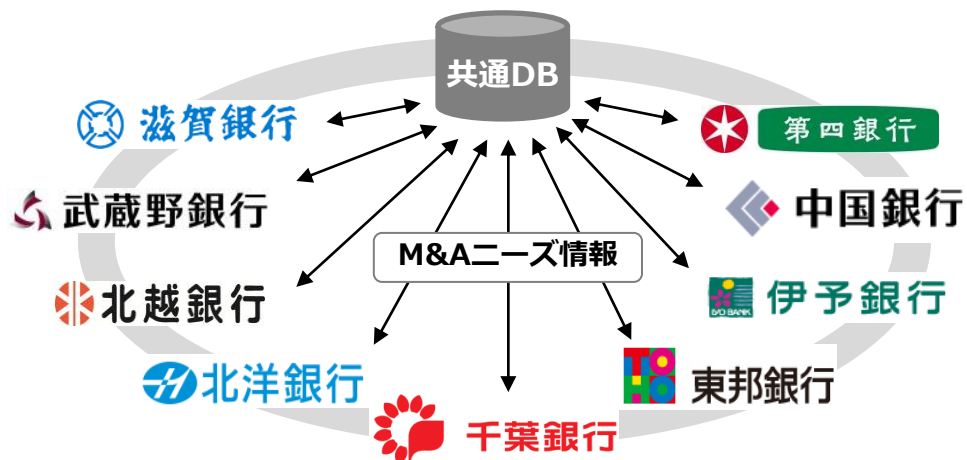 共通DB
滋賀銀行
第四銀行
武蔵野銀行
中国銀行
M&Aニーズ情報
北越銀行
伊予銀行
IYO BANK
北洋銀行
TOHO
東邦銀行
千葉銀行